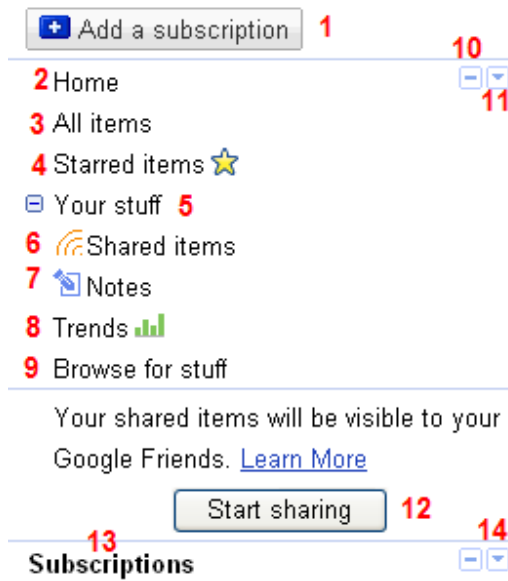 Add a subscription 1
10
2 Home
11
3 All items
4 Starred items
Your stuff 5
6 Shared items
7 Notes
8 Trends
9 Browse for stuff
Your shared items will be visible to your
Google Friends. Learn More
Start sharing 12
13 14
Subscriptions